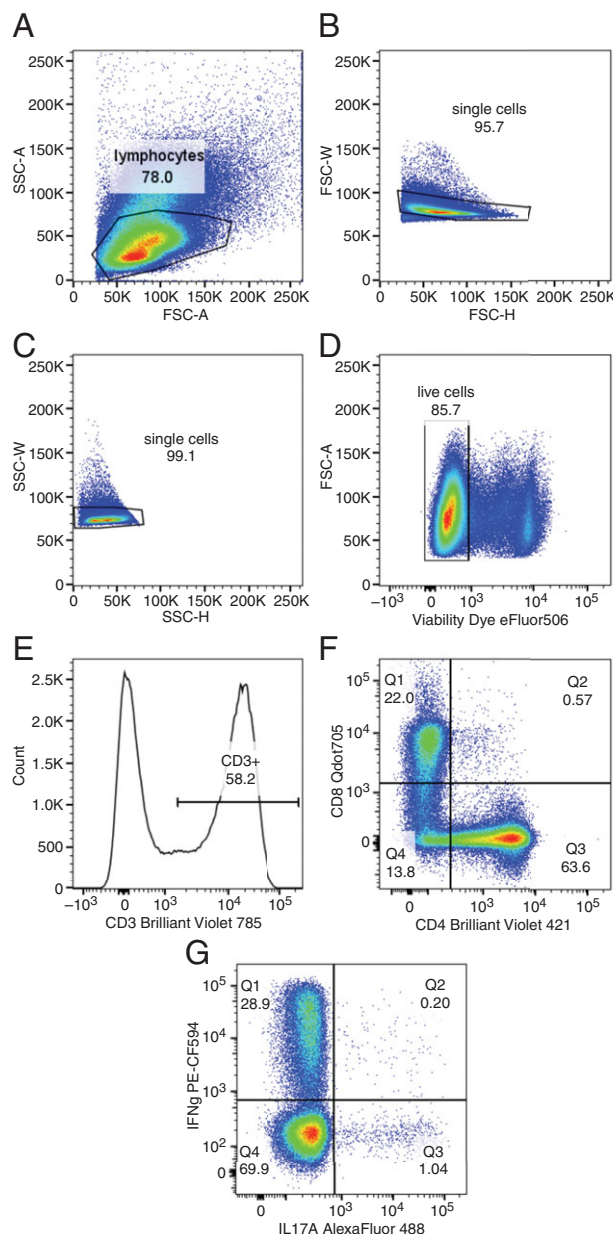 A
SSC-A
250K
200K
150K
100K
50K
0
lymphocytes
78.0
0
50K
100K
150K
200K
250K
FSC-A
B
FSC-W
250K
200K
150K
100K
50K
0
single cells
95.7
0
50K
100K
150K
200K
250K
FSC-H
C
SSC-W
250K
200K
150K
100K
50K
0
single cells
99.1
0
50K
100K
150K
200K
250K
SSC-H
D
FSC-A
250K
200K
150K
100K
50K
0
live cells
85.7
−10³
0
10³
10⁴
10⁵
Viability Dye eFluor506
E
Count
2.5K
2.0K
1.5K
1.0K
500
0
CD3+
58.2
−10³
0
10³
10⁴
10⁵
CD3 Brilliant Violet 785
F
CD8 Qdot705
10⁵
10⁴
10³
0
Q1
22.0
Q2
0.57
Q4
13.8
Q3
63.6
0
10³
10⁴
10⁵
CD4 Brilliant Violet 421
G
IFNg PE-CF594
10⁵
10⁴
10³
10²
0
Q1
28.9
Q2
0.20
Q4
69.9
Q3
1.04
0
10³
10⁴
10⁵
IL17A AlexaFluor 488